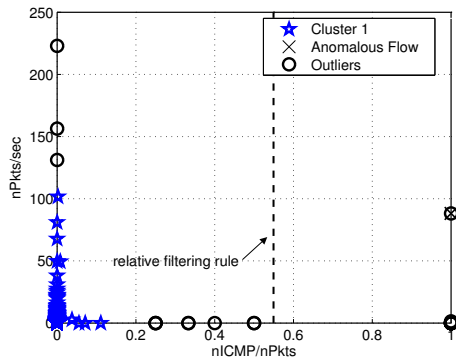 250
200
150
100
50
0
nPkts/sec
0
0.2
0.4
0.6
0.8
1
nICMP/nPkts
Cluster 1
Anomalous Flow
Outliers
relative filtering rule